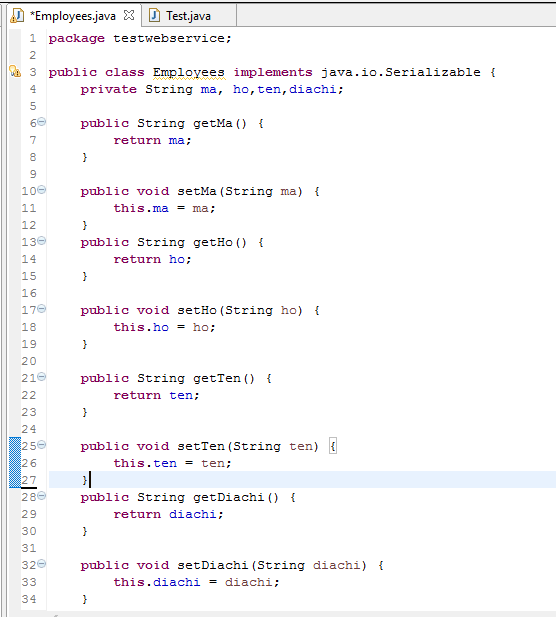 *Employees.java Test.java
1 package testwebservice;
2
3 public class Employees implements java.io.Serializable {
4     private String ma, ho,ten,diachi;
5
6     public String getMa() {
7         return ma;
8     }
9
10     public void setMa(String ma) {
11         this.ma = ma;
12     }
13     public String getHo() {
14         return ho;
15     }
16
17     public void setHo(String ho) {
18         this.ho = ho;
19     }
20
21     public String getTen() {
22         return ten;
23     }
24
25     public void setTen(String ten) {
26         this.ten = ten;
27     }
28     public String getDiachi() {
29         return diachi;
30     }
31
32     public void setDiachi(String diachi) {
33         this.diachi = diachi;
34     }